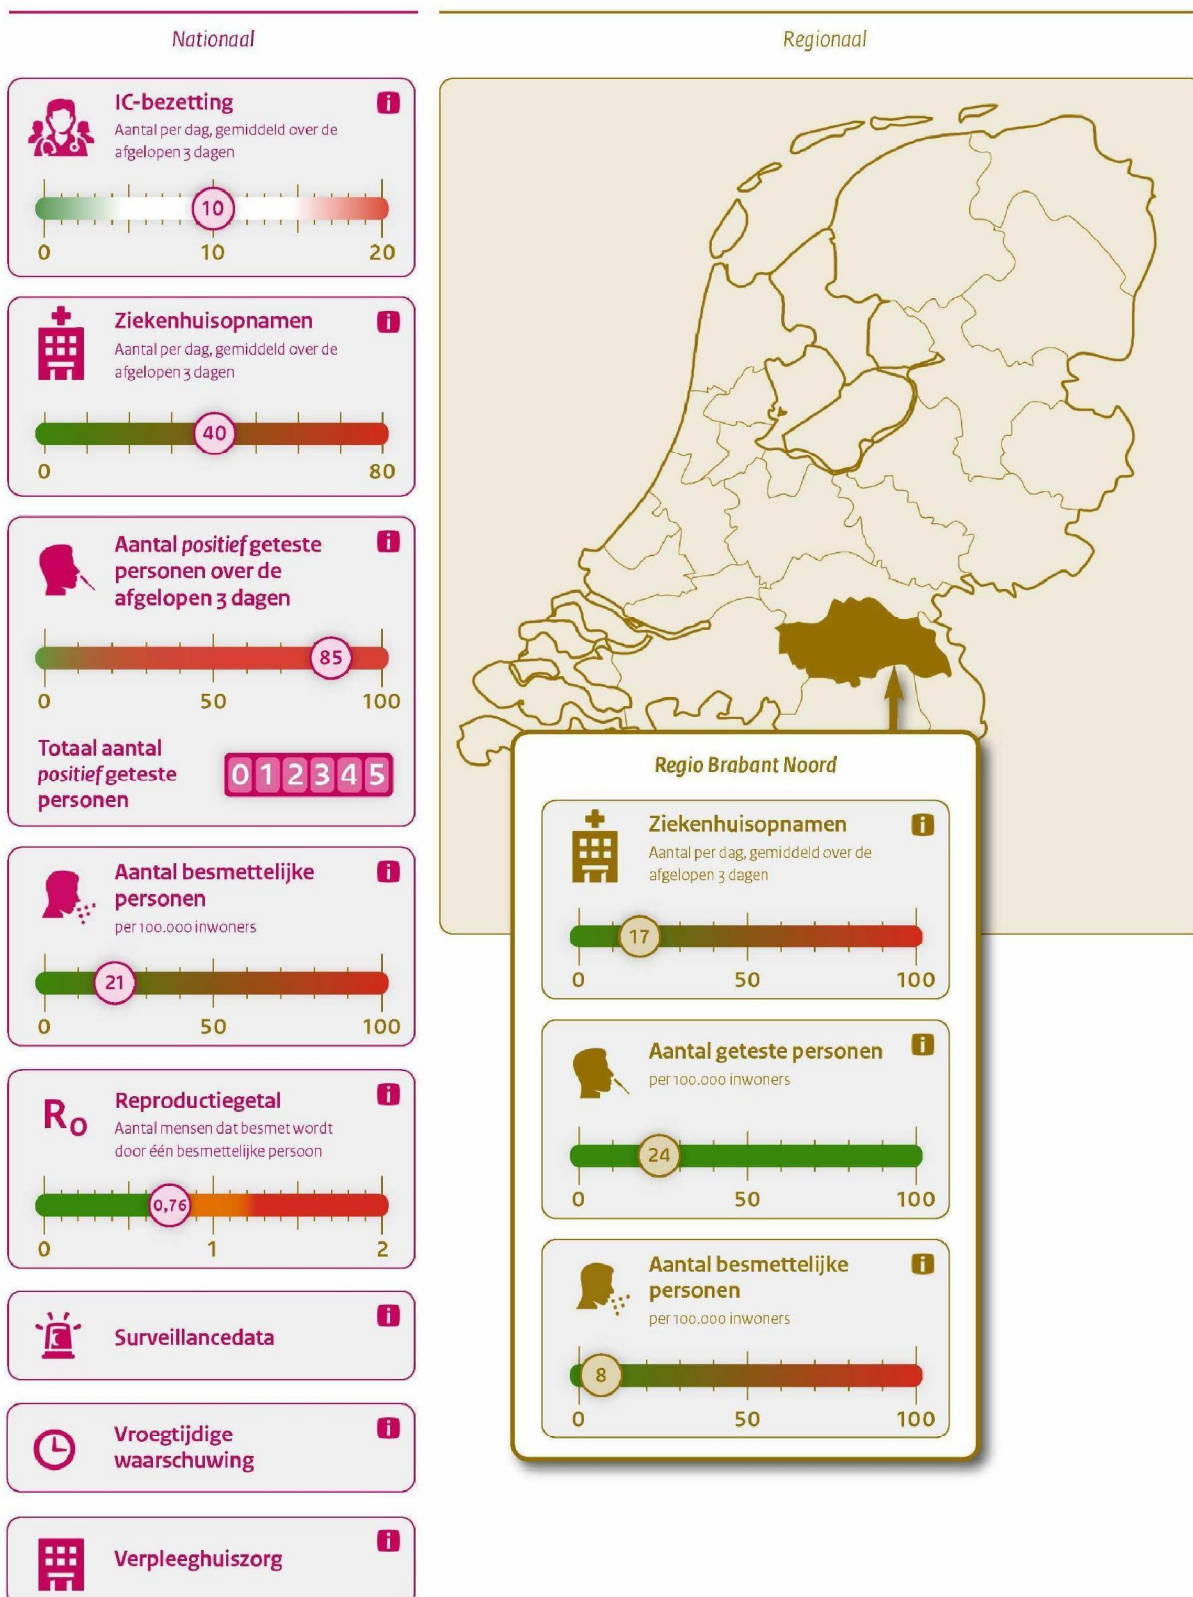 Nationaal
IC-bezetting
i
Aantal per dag, gemiddeld over de
afgelopen 3 dagen
10
0 10 20
Ziekenhuisopnamen
i
Aantal per dag, gemiddeld over de
afgelopen 3 dagen
40
0 80
Aantal positief geteste
i
personen over de
afgelopen 3 dagen
85
0 50 100
Totaal aantal
positief geteste
personen
012345
Aantal besmettelijke
i
personen
per 100.000 inwoners
21
0 50 100
R0
Reproductiegetal
i
Aantal mensen dat besmet wordt
door één besmettelijke persoon
0,76
0 1 2
Surveillancedata
i
Vroegtijdige
i
waarschuwing
Verpleeghuiszorg
i
Regionaal
Regio Brabant Noord
Ziekenhuisopnamen
i
Aantal per dag, gemiddeld over de
afgelopen 3 dagen
17
0 50 100
Aantal geteste personen
i
per 100.000 inwoners
24
0 50 100
Aantal besmettelijke
i
personen
per 100.000 inwoners
8
0 50 100